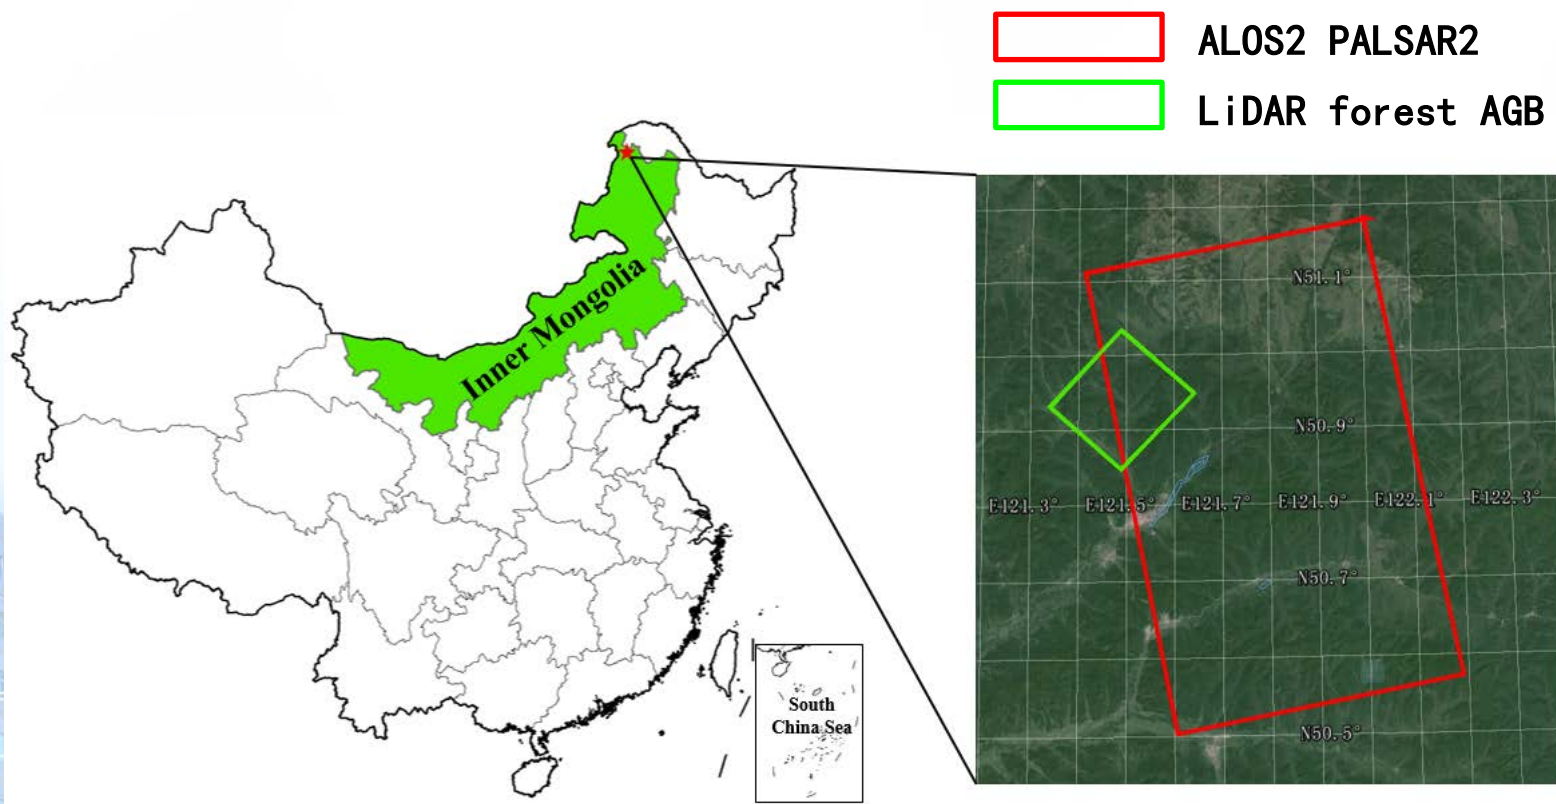 ALOS2 PALSAR2
LiDAR forest AGB
Inner Mongolia
N51.1°
N50.9°
E121.3° E121.5° E121.7° E121.9° E122.1° E122.3°
N50.7°
N50.5°
South
China Sea